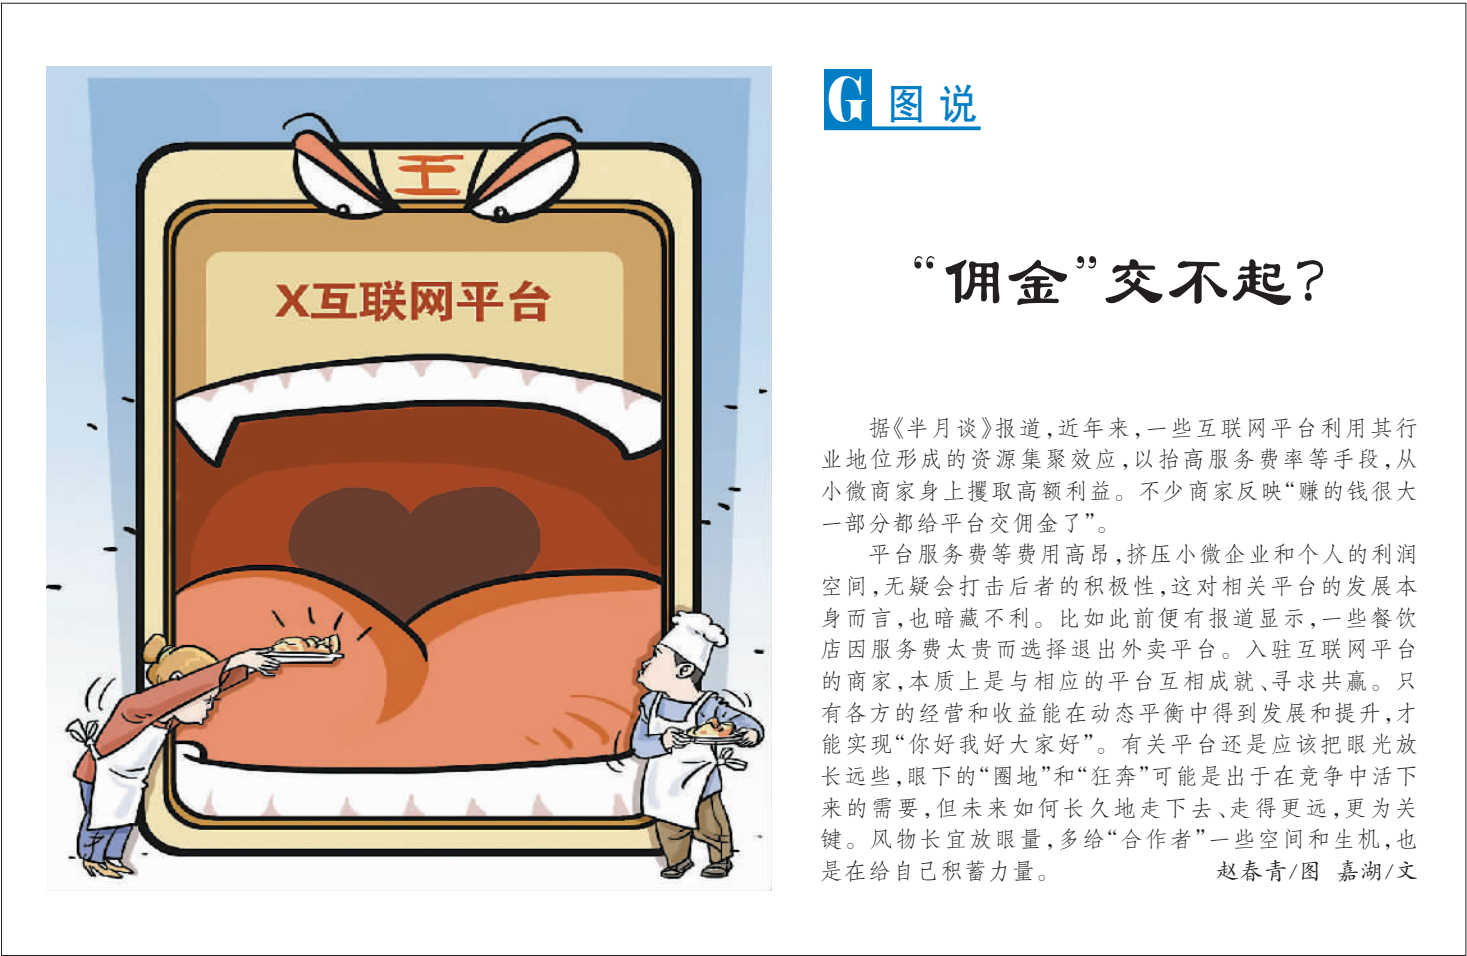 王
X互联网平台
G 图说
“佣金”交不起?
据《半月谈》报道,近年来,一些互联网平台利用其行
业地位形成的资源集聚效应,以抬高服务费率等手段,从
小微商家身上攫取高额利益。不少商家反映“赚的钱很大
一部分都给平台交佣金了”。
平台服务费等费用高昂,挤压小微企业和个人的利润
空间,无疑会打击后者的积极性,这对相关平台的发展本
身而言,也暗藏不利。比如此前便有报道显示,一些餐饮
店因服务费太贵而选择退出外卖平台。入驻互联网平台
的商家,本质上是与相应的平台互相成就、寻求共赢。只
有各方的经营和收益能在动态平衡中得到发展和提升,才
能实现“你好我好大家好”。有关平台还是应该把眼光放
长远些,眼下的“圈地”和“狂奔”可能是出于在竞争中活下
来的需要,但未来如何长久地走下去、走得更远,更为关
键。风物长宜放眼量,多给“合作者”一些空间和生机,也
是在给自己积蓄力量。 赵春青/图 嘉湖/文